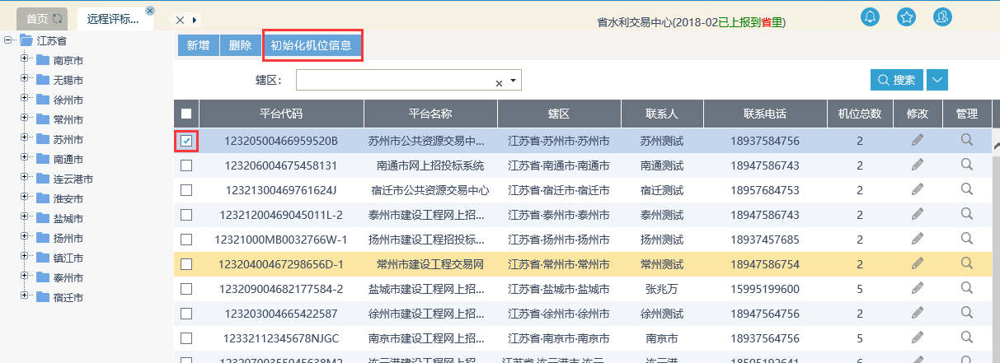 首页
远程评标...
省水利交易中心(2018-02已上报到省里)
江苏省
南京市
无锡市
徐州市
常州市
苏州市
南通市
连云港市
淮安市
盐城市
扬州市
镇江市
泰州市
宿迁市
新增 删除 初始化机位信息
辖区：
搜索
平台代码 平台名称 辖区 联系人 联系电话 机位总数 修改 管理
12320500466959520B 苏州市公共资源交易中... 江苏省·苏州市·苏州市 苏州测试 18937584756 2
123206004675458131 南通市网上招投标系统 江苏省·南通市·南通市 南通测试 18947586743 2
12321300469761624J 宿迁市公共资源交易中心 江苏省·宿迁市·宿迁市 宿迁测试 18957684753 2
12321200469045011L-2 泰州市建设工程网上招... 江苏省·泰州市·泰州市 泰州测试 18947586743 2
12321000MB0032766W-1 扬州市建设工程招投标... 江苏省·扬州市·扬州市 扬州测试 18937457685 2
12320400467298656D-1 常州市建设工程交易网 江苏省·常州市·常州市 常州测试 18947586754 2
123209004682177584-2 盐城市建设工程网上招... 江苏省·盐城市·盐城市 张兆万 15995199600 5
123203004665422587 徐州市建设工程网上招... 江苏省·徐州市·徐州市 徐州测试 18947564756 2
12332112345678NJGC 南京市建设工程网上招... 江苏省·南京市·南京市 南京市 18937564756 5
12320700355045638M2 连云港建设工程网上招... 江苏省·连云港市·连云... 连云港 18505192661 6